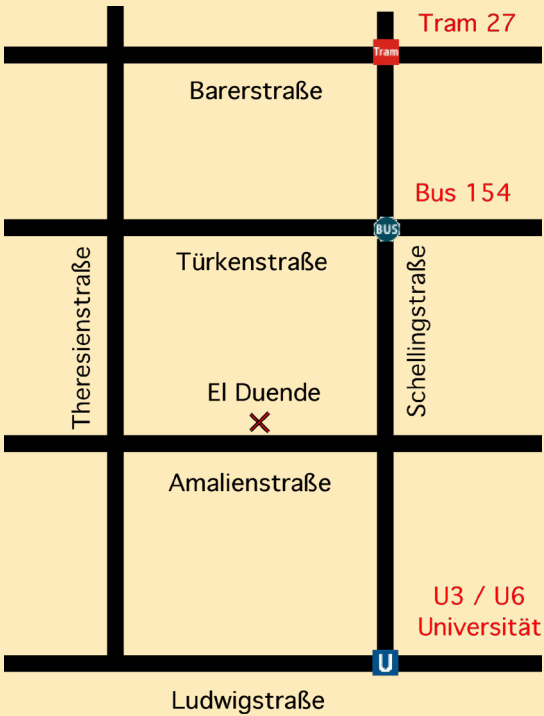 Tram 27
Tram
Barerstraße
Bus 154
BUS
Türkenstraße
Theresienstraße
Schellingstraße
El Duende
Amalienstraße
U3 / U6
Universität
U
Ludwigstraße